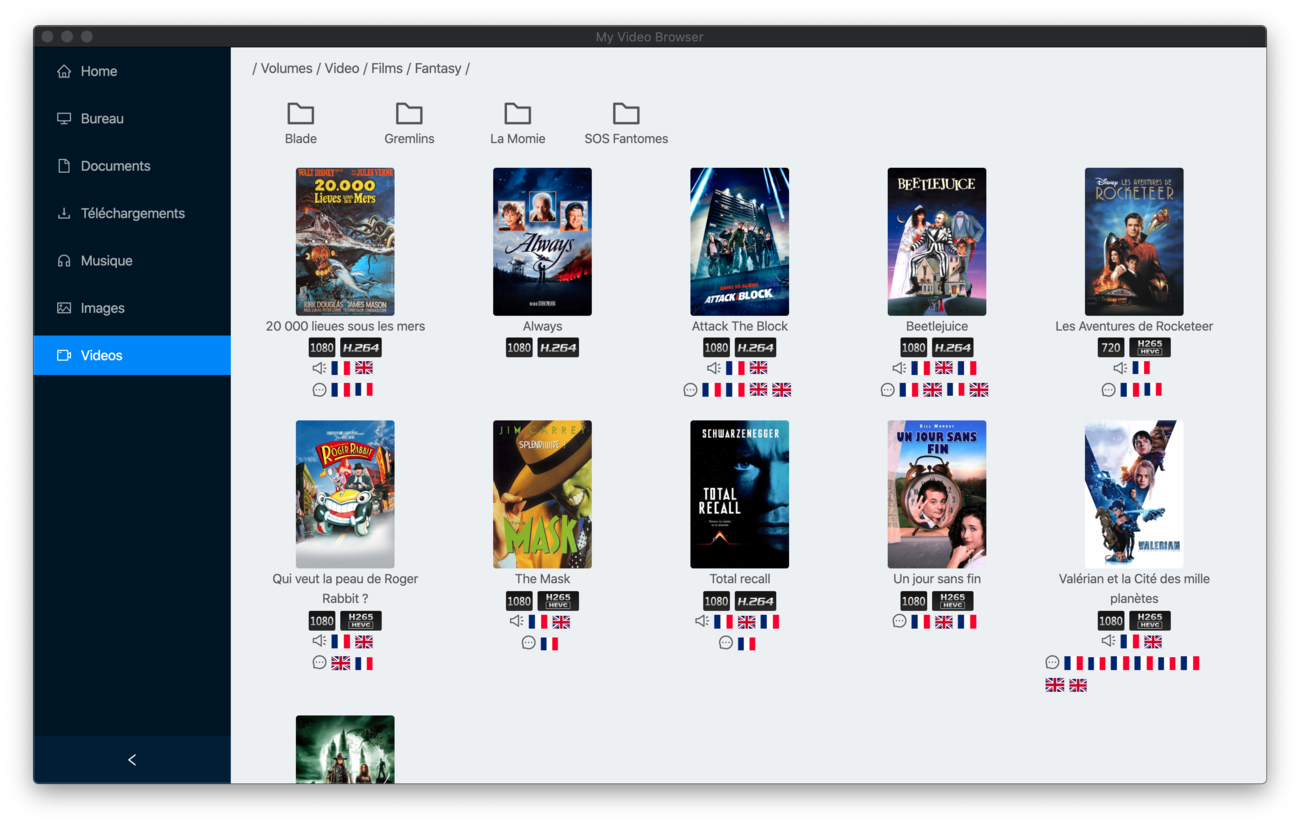 My Video Browser
Home
Bureau
Documents
Téléchargements
Musique
Images
Videos
/ Volumes / Video / Films / Fantasy /
Blade
Gremlins
La Momie
SOS Fantomes
WALT DISNEY
JULES VERNE
20.000
Lieues sous les Mers
KIRK DOUGLAS JAMES MASON
Always
BEETLEJUICE
Disney LES AVENTURES DE
ROCKETEER
GANG VS ALIENS
ATTACK THE BLOCK
20 000 lieues sous les mers
1080 H.264
Always
1080 H.264
Attack The Block
1080 H.264
Beetlejuice
1080 H.264
Les Aventures de Rocketeer
720 H265 HEVC
ROGER RABBIT
JIM CARREY
SPLENDIIIIDE !
MASK
SCHWARZENEGGER
TOTAL
RECALL
BILL MURRAY
UN JOUR SANS
FIN
VALERIAN
Qui veut la peau de Roger
Rabbit ?
1080 H265 HEVC
The Mask
1080 H265 HEVC
Total recall
1080 H.264
Un jour sans fin
1080 H265 HEVC
Valérian et la Cité des mille
planètes
1080 H265 HEVC